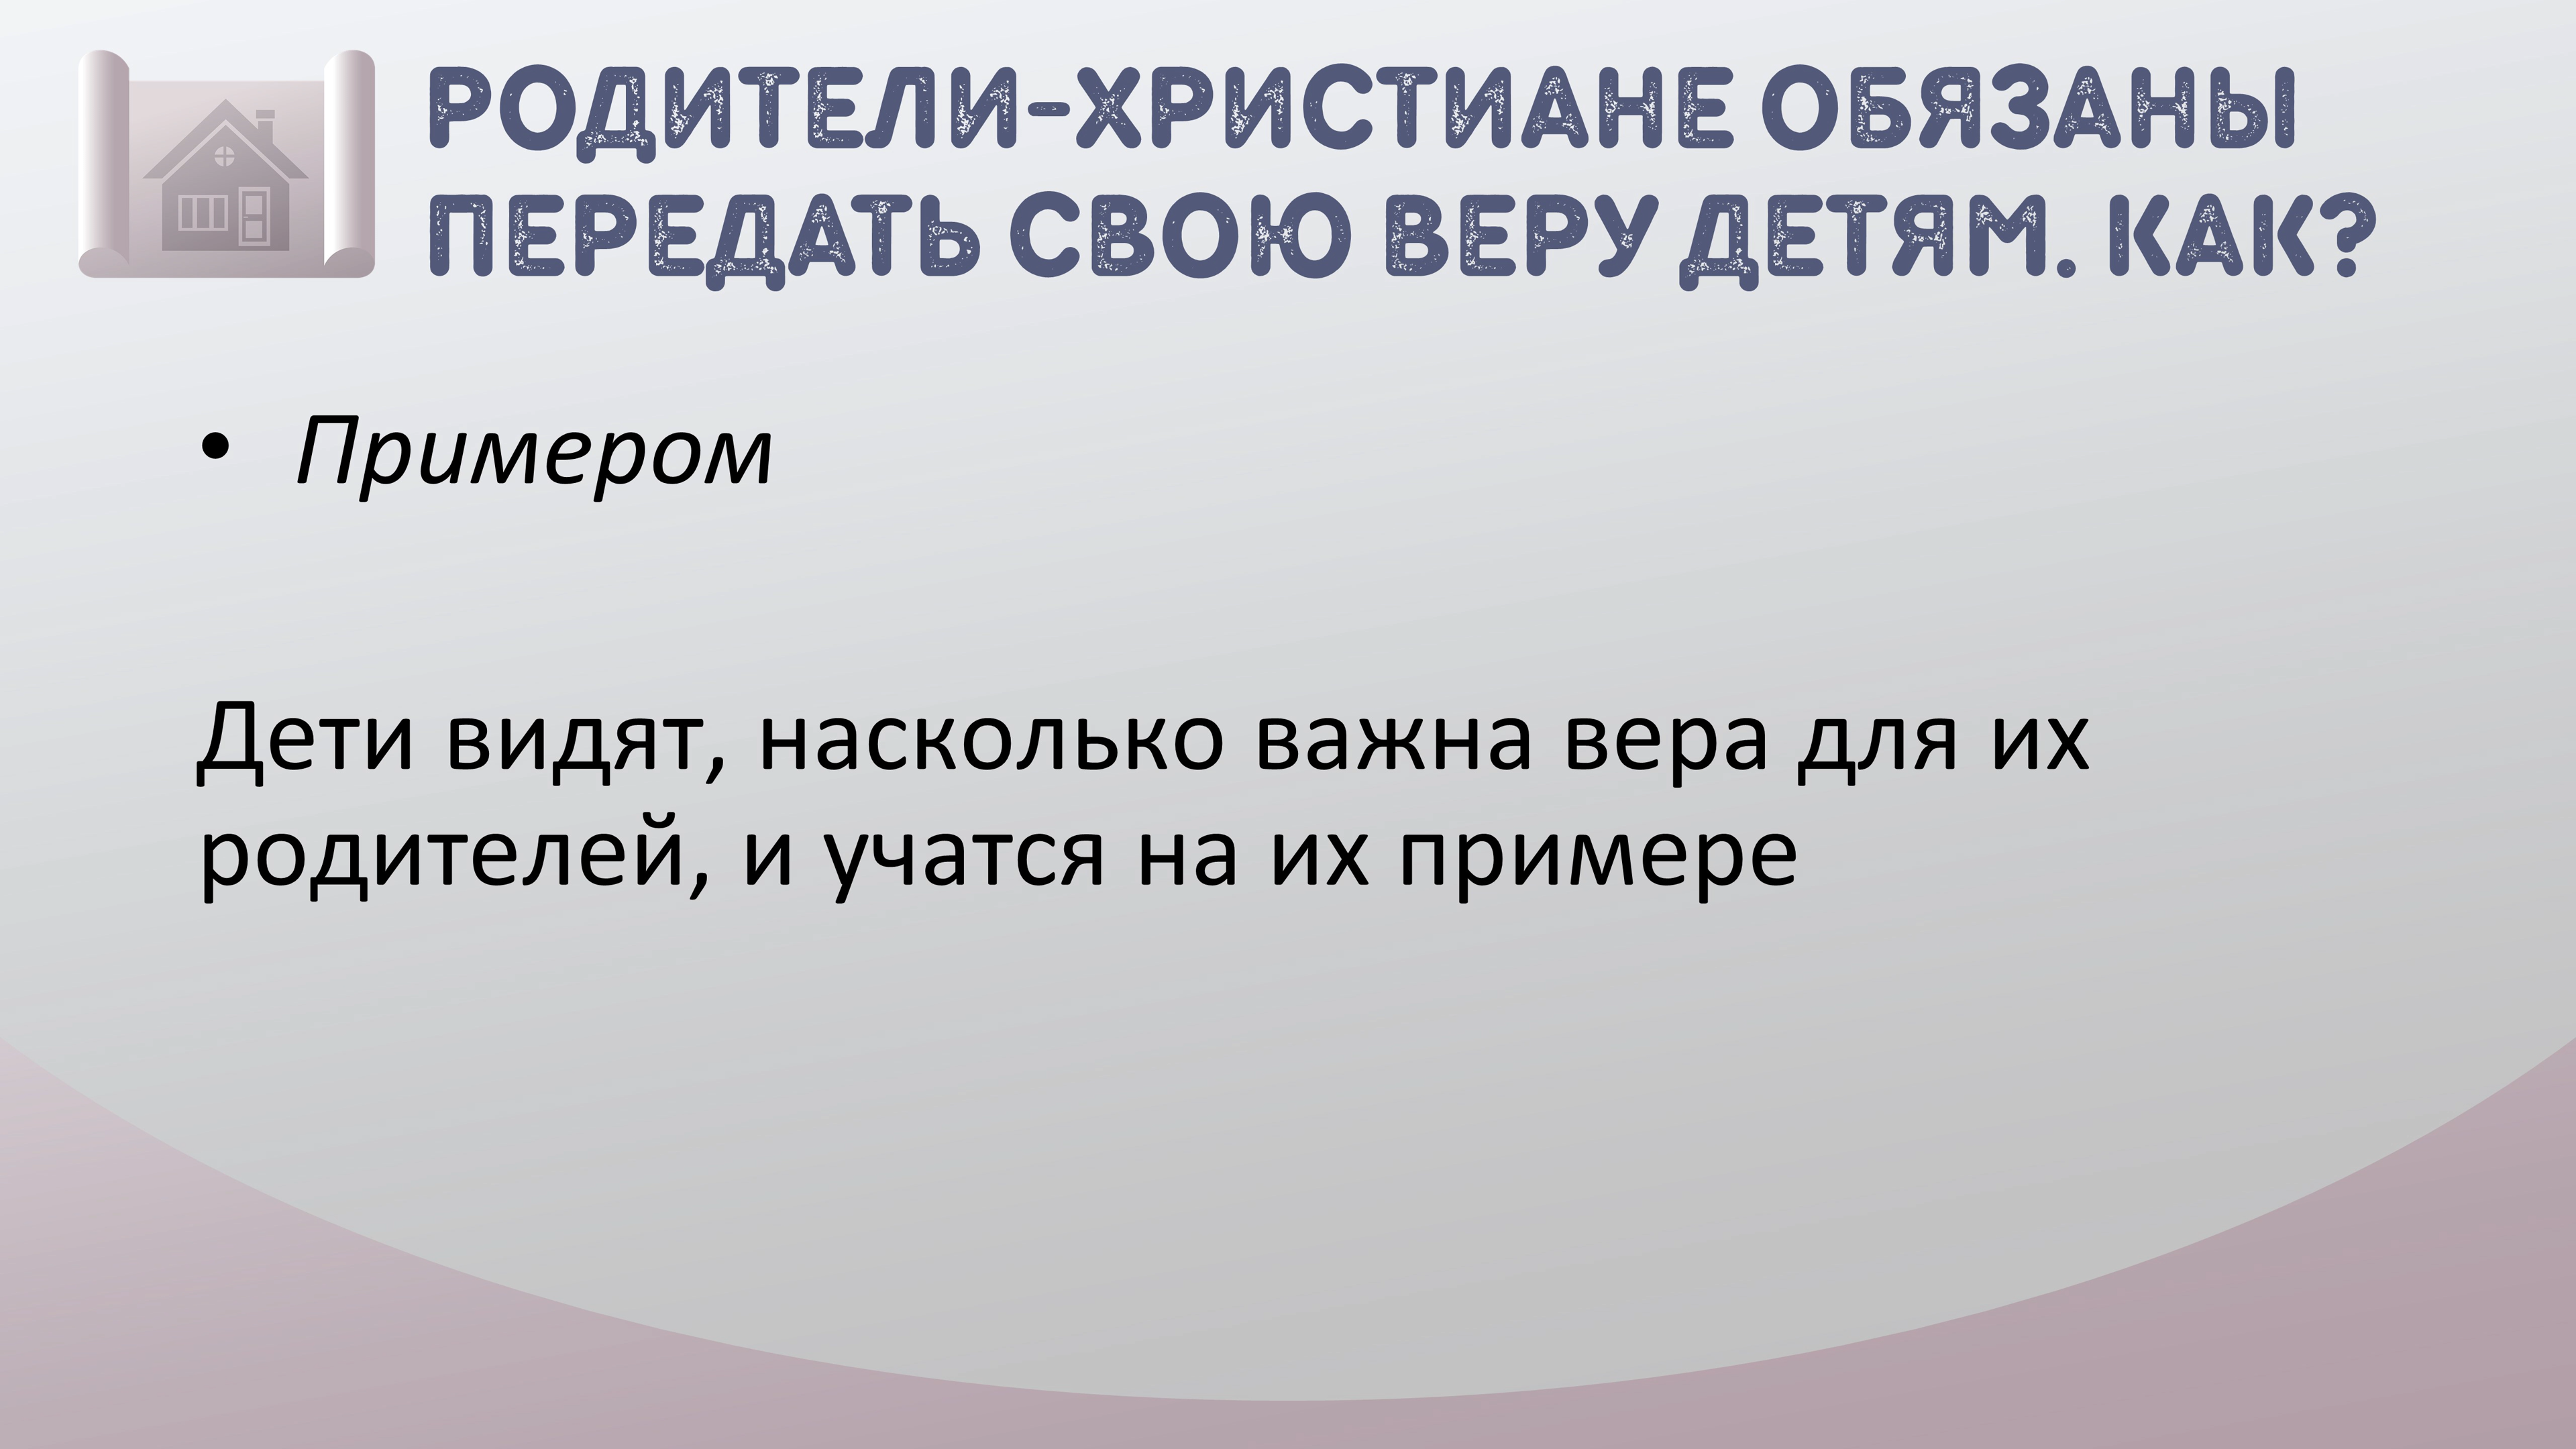 РОДИТЕЛИ-ХРИСТИАНЕ ОБЯЗАНЫ
ПЕРЕДАТЬ СВОЮ ВЕРУ ДЕТЯМ. КАК?
• Примером
Дети видят, насколько важна вера для их
родителей, и учатся на их примере